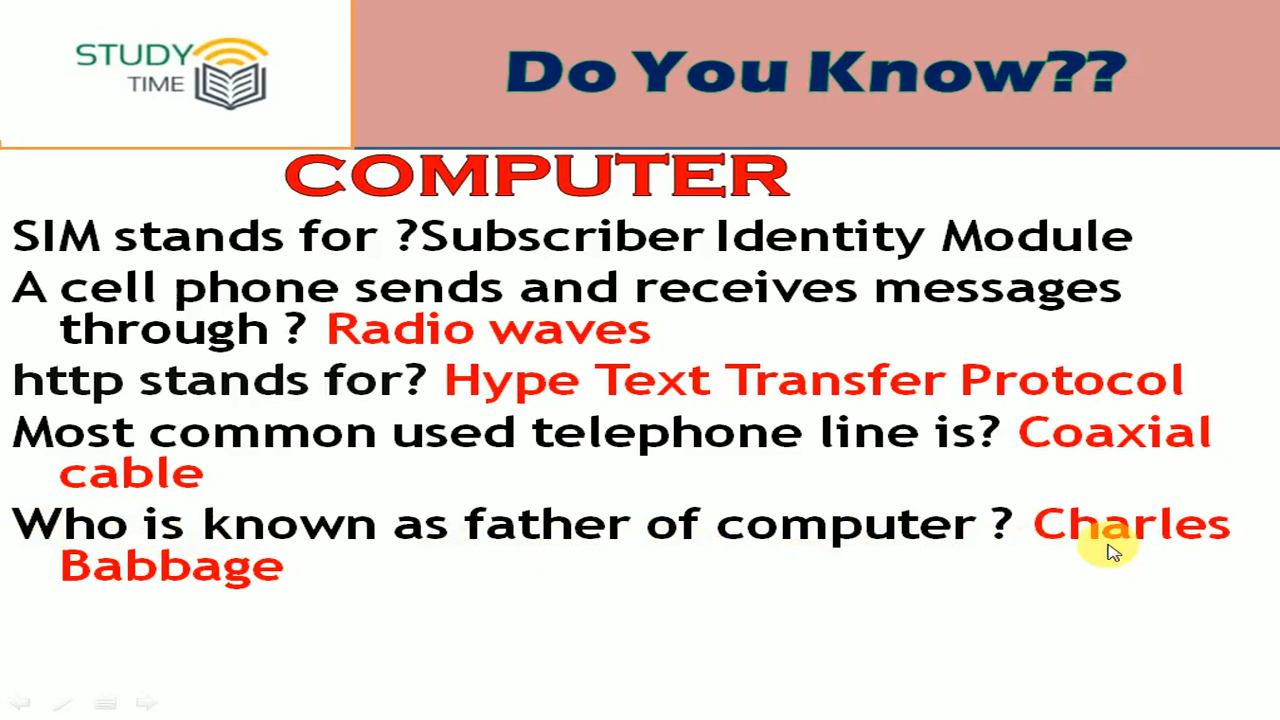 STUDY
TIME
Do You Know??
COMPUTER
SIM stands for ?Subscriber Identity Module
A cell phone sends and receives messages
through ? Radio waves
http stands for? Hype Text Transfer Protocol
Most common used telephone line is? Coaxial
cable
Who is known as father of computer ? Charles
Babbage